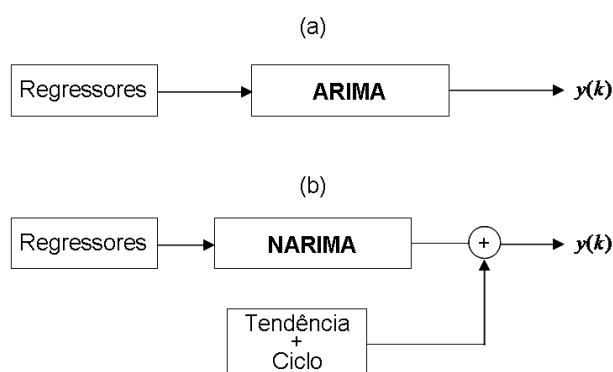 (a)
Regressores
ARIMA
y(k)
(b)
Regressores
NARIMA
+
y(k)
Tendência
+
Ciclo